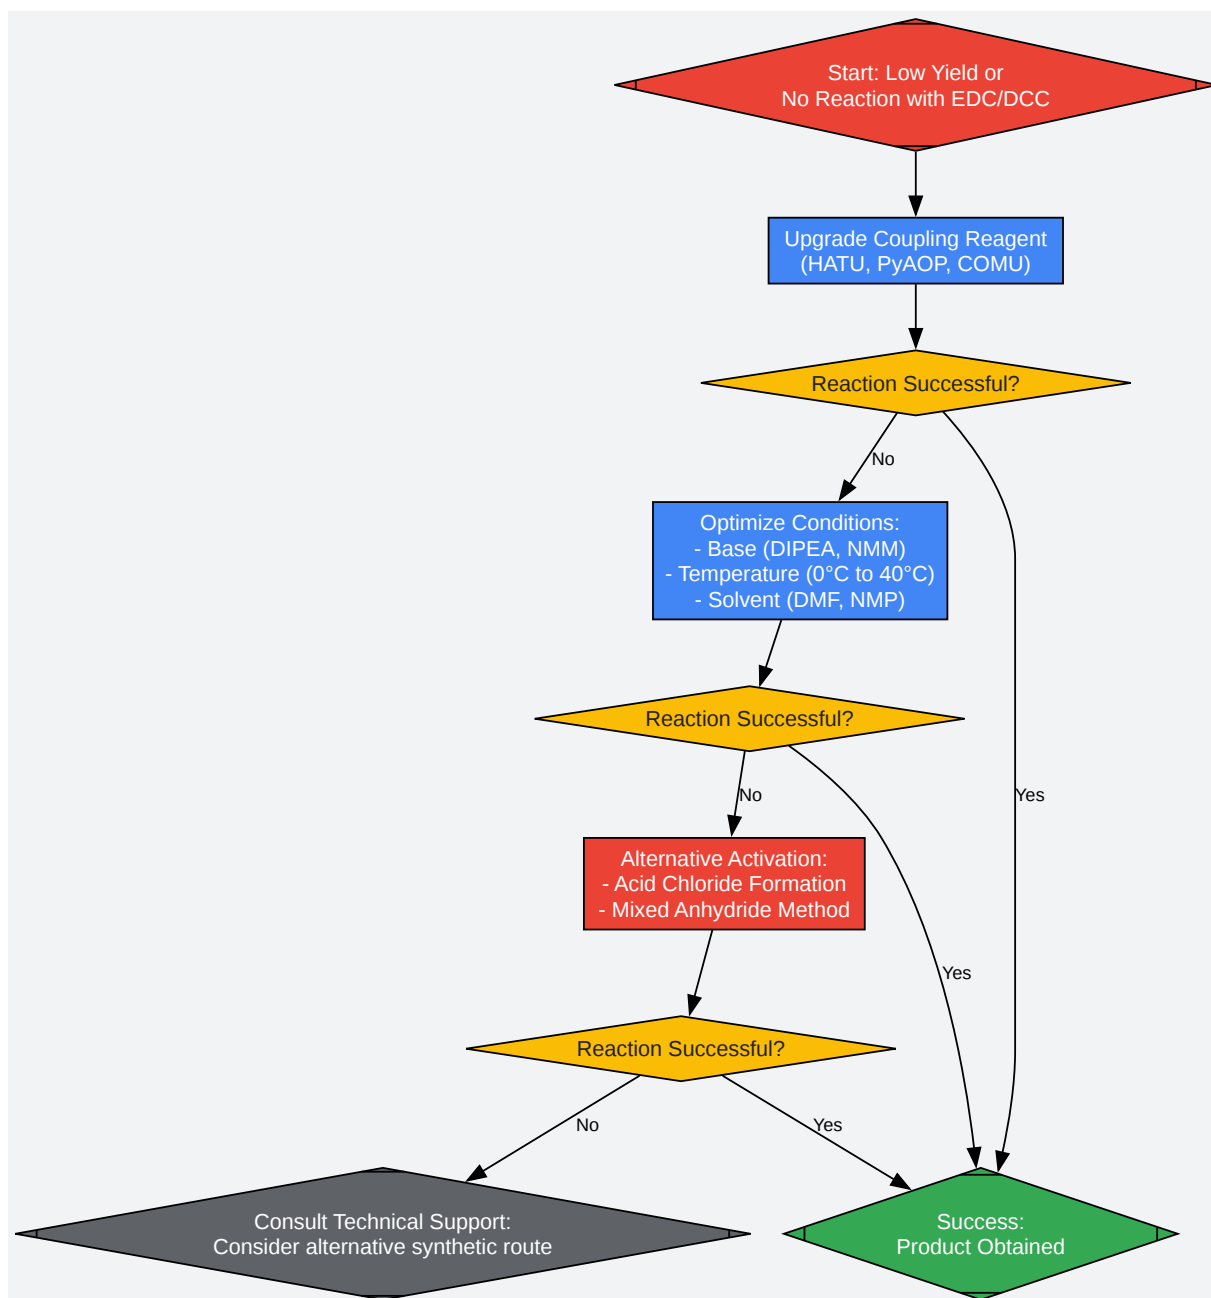 Start: Low Yield or
No Reaction with EDC/DCC
Upgrade Coupling Reagent
(HATU, PyAOP, COMU)
Reaction Successful?
No
Optimize Conditions:
- Base (DIPEA, NMM)
- Temperature (0°C to 40°C)
- Solvent (DMF, NMP)
Reaction Successful?
No
Yes
Alternative Activation:
- Acid Chloride Formation
- Mixed Anhydride Method
Yes
Reaction Successful?
No
Yes
Consult Technical Support:
Consider alternative synthetic route
Success:
Product Obtained